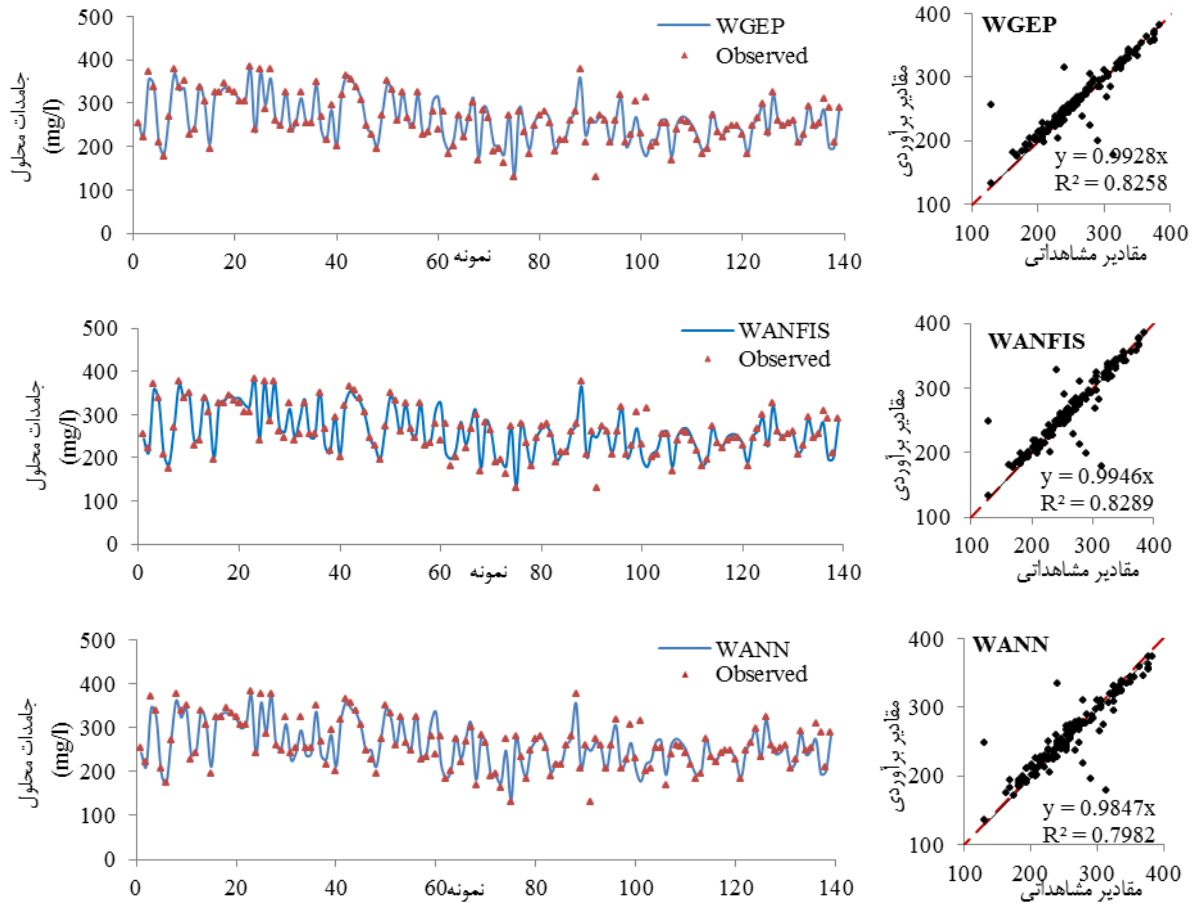 WGEP
Observed
جامدات محلول
(mg/l)
500
400
300
200
100
0
0 20 40 60 80 100 120 140
نمونه
WGEP
مقادیر برآوردی
400
300
200
100
y = 0.9928x
R² = 0.8258
100 200 300 400
مقادیر مشاهداتی
WANFIS
Observed
جامدات محلول
(mg/l)
500
400
300
200
100
0
0 20 40 60 80 100 120 140
نمونه
WANFIS
مقادیر برآوردی
400
300
200
100
y = 0.9946x
R² = 0.8289
100 200 300 400
مقادیر مشاهداتی
WANN
Observed
جامدات محلول
(mg/l)
500
400
300
200
100
0
0 20 40 60 80 100 120 140
نمونه
WANN
مقادیر برآوردی
400
300
200
100
y = 0.9847x
R² = 0.7982
100 200 300 400
مقادیر مشاهداتی